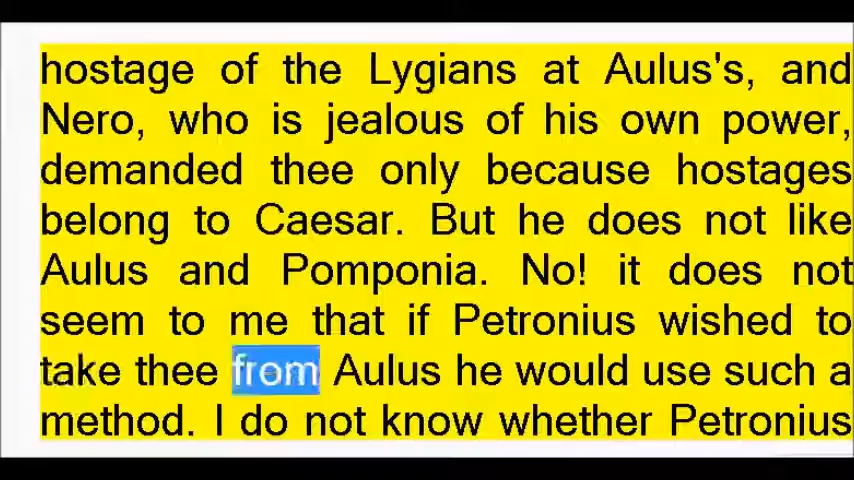 hostage of the Lygians at Aulus's, and
Nero, who is jealous of his own power,
demanded thee only because hostages
belong to Caesar. But he does not like
Aulus and Pomponia. No! it does not
seem to me that if Petronius wished to
take thee from Aulus he would use such a
method. I do not know whether Petronius